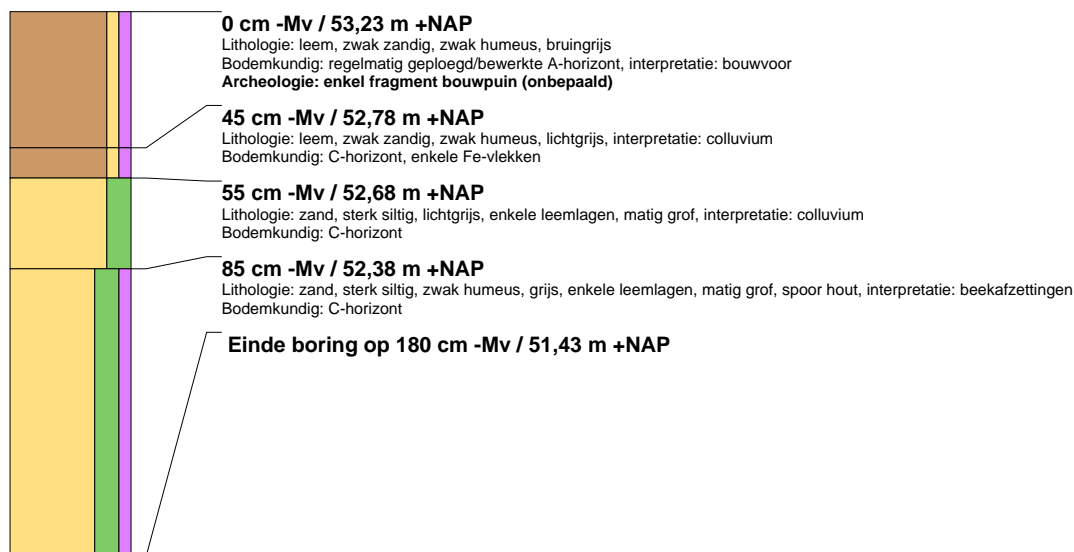 0 cm -Mv / 53,23 m +NAP
Lithologie: leem, zwak zandig, zwak humeus, bruingrijs
Bodemkundig: regelmatig geploegd/bewerkte A-horizont, interpretatie: bouwvoor
Archeologie: enkel fragment bouwpuin (onbepaald)
45 cm -Mv / 52,78 m +NAP
Lithologie: leem, zwak zandig, zwak humeus, lichtgrijs, interpretatie: colluvium
Bodemkundig: C-horizont, enkele Fe-vlekken
55 cm -Mv / 52,68 m +NAP
Lithologie: zand, sterk siltig, lichtgrijs, enkele leemlagen, matig grof, interpretatie: colluvium
Bodemkundig: C-horizont
85 cm -Mv / 52,38 m +NAP
Lithologie: zand, sterk siltig, zwak humeus, grijs, enkele leemlagen, matig grof, spoor hout, interpretatie: beekafzettingen
Bodemkundig: C-horizont
Einde boring op 180 cm -Mv / 51,43 m +NAP